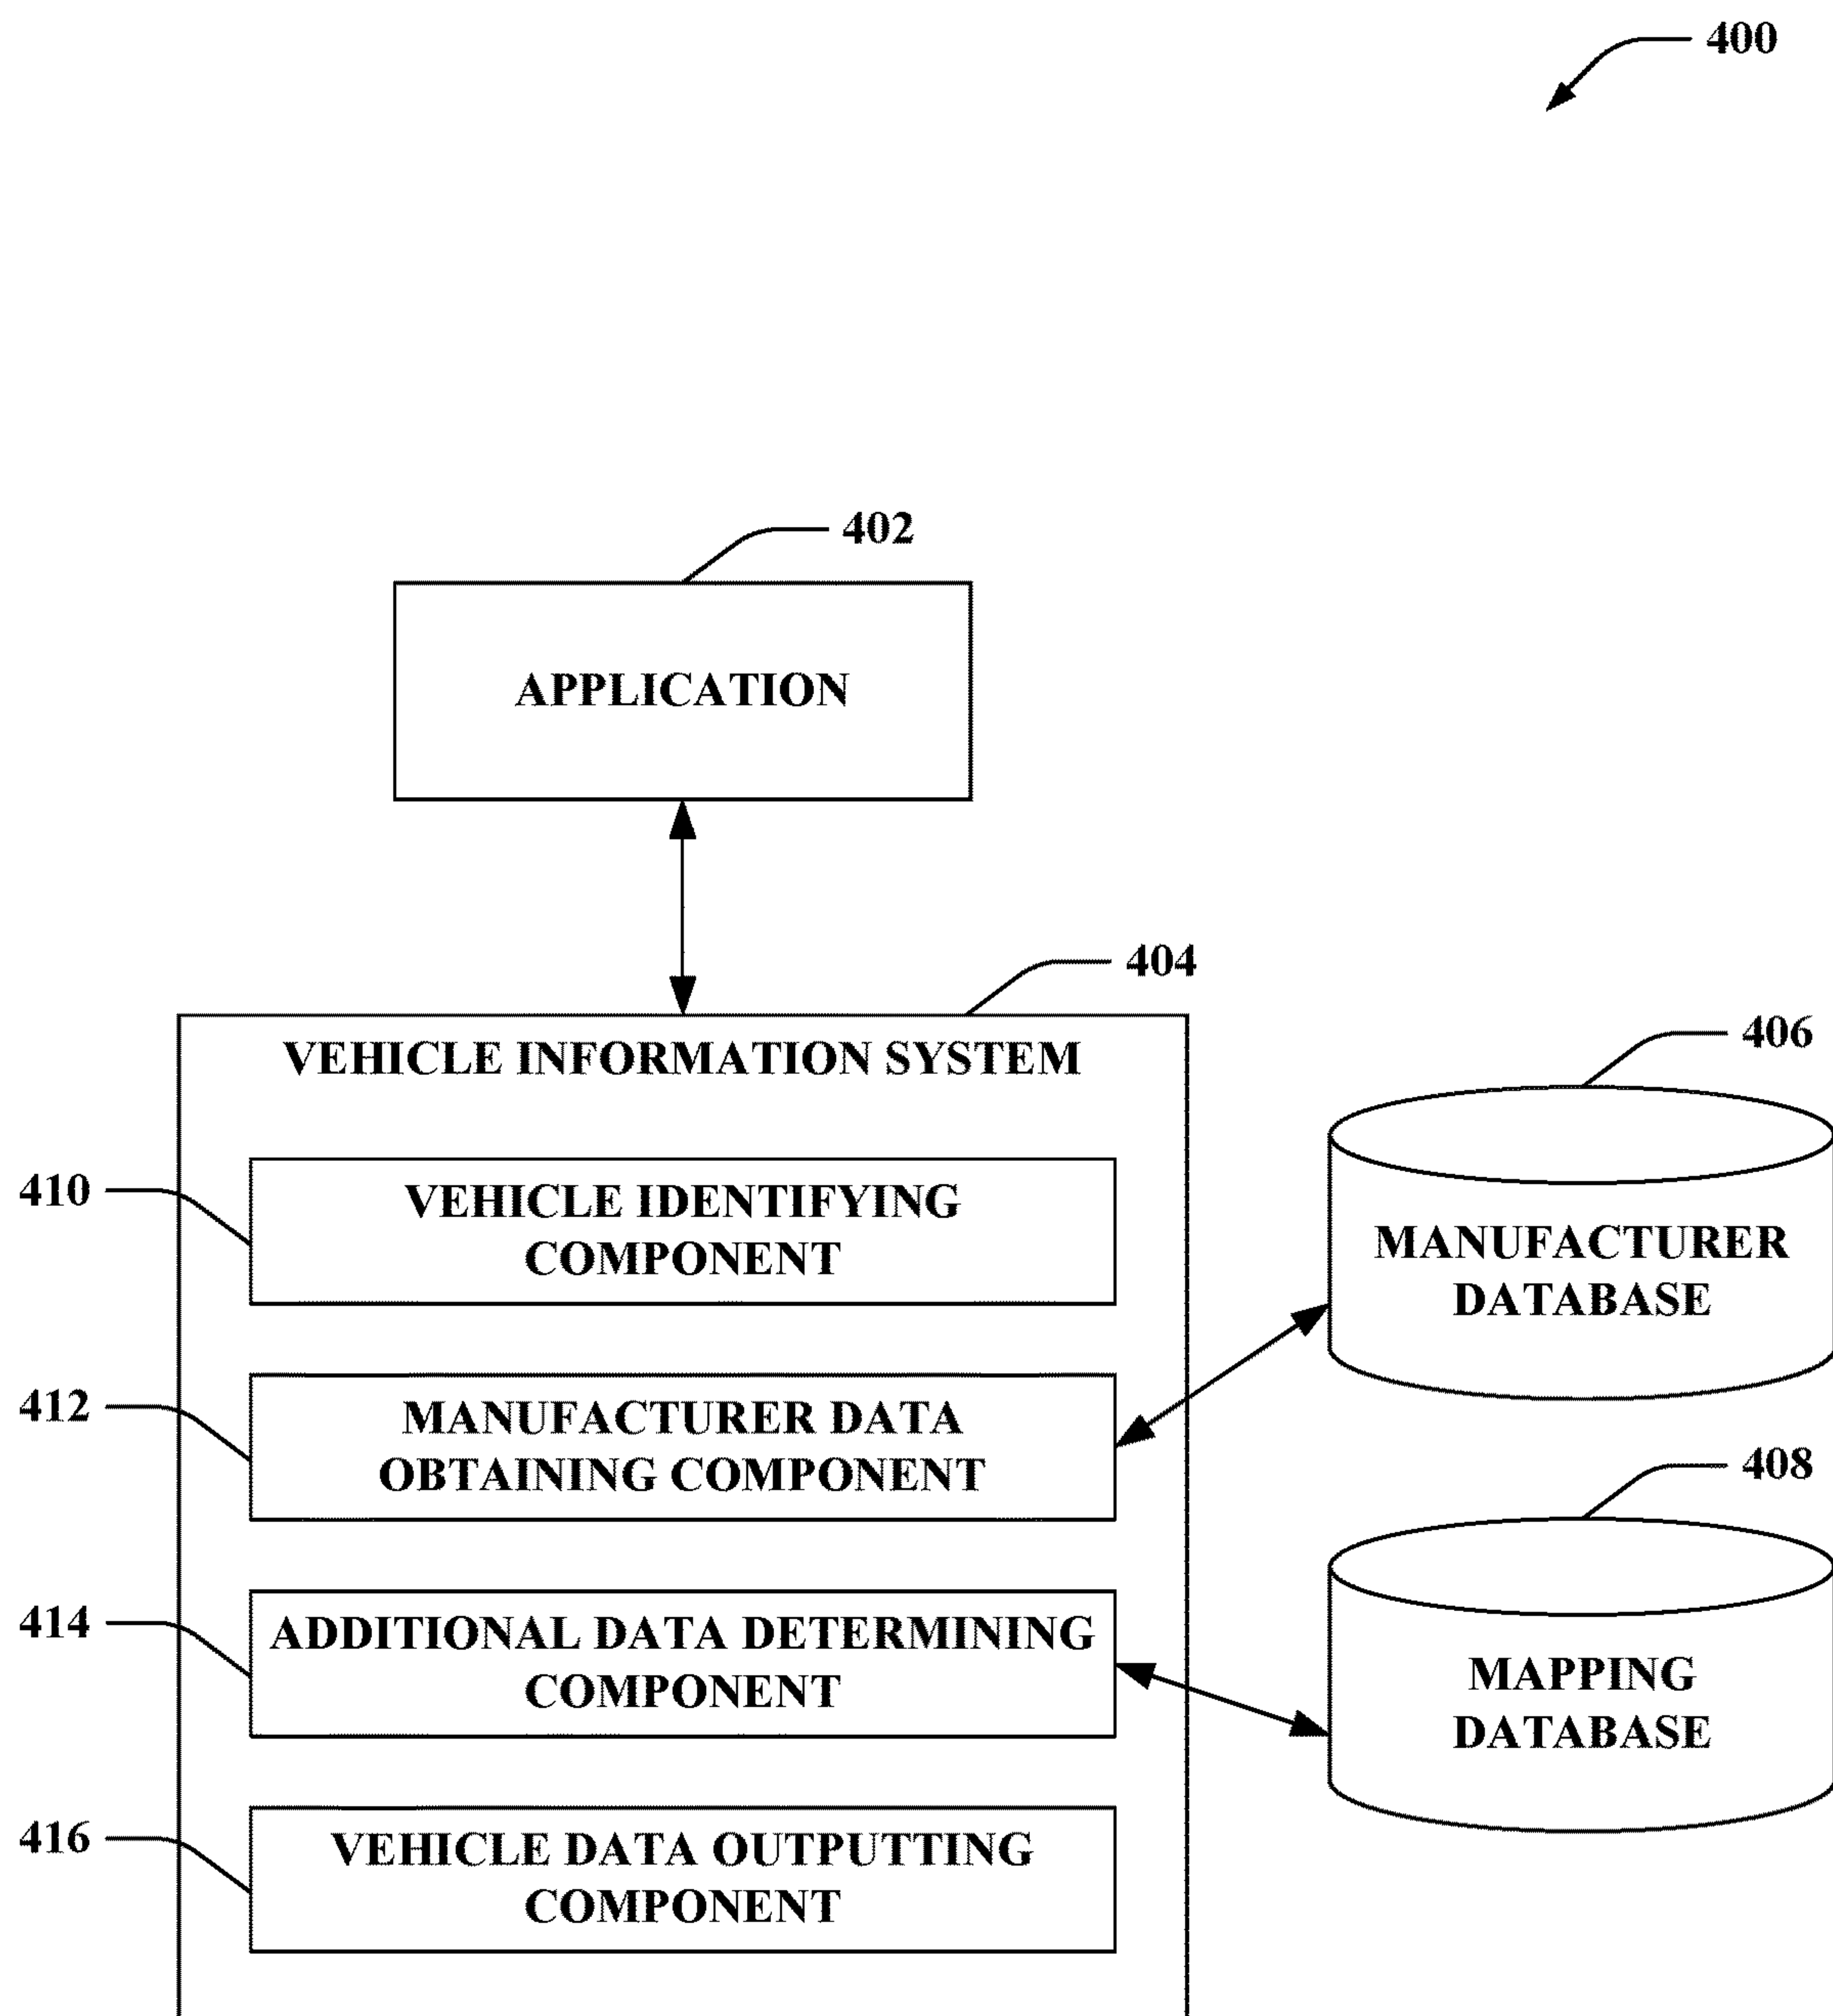 400
402
APPLICATION
404
VEHICLE INFORMATION SYSTEM
406
410
VEHICLE IDENTIFYING
COMPONENT
MANUFACTURER
DATABASE
412
MANUFACTURER DATA
OBTAINING COMPONENT
408
414
ADDITIONAL DATA DETERMINING
COMPONENT
MAPPING
DATABASE
416
VEHICLE DATA OUTPUTTING
COMPONENT